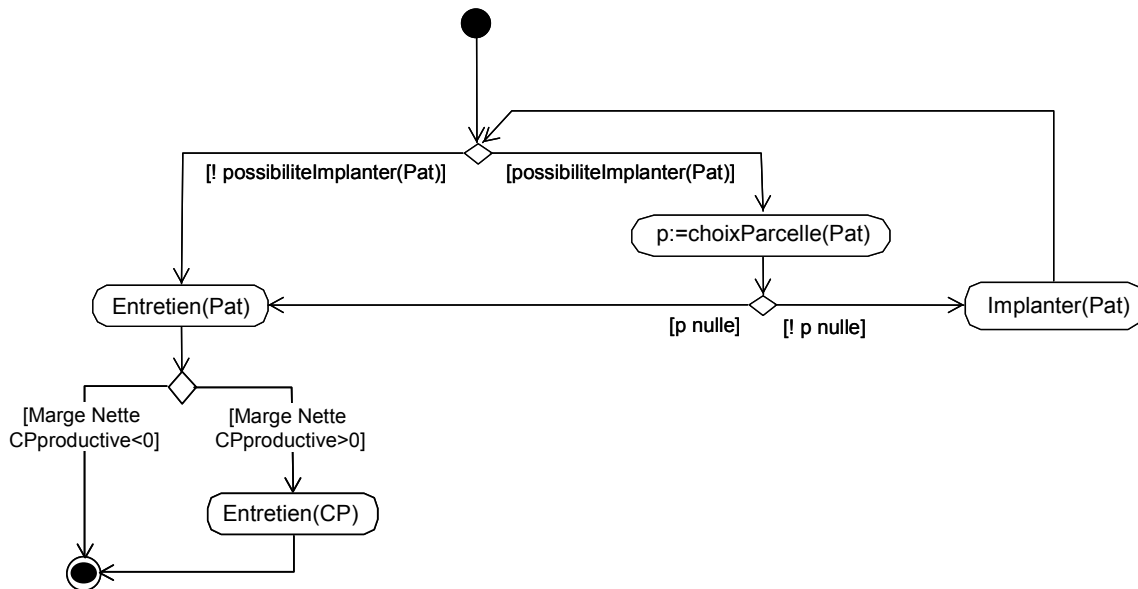 [! possibiliteImplanter(Pat)]
[possibiliteImplanter(Pat)]
p:=choixParcelle(Pat)
Entretien(Pat)
Implanter(Pat)
[p nulle]
[! p nulle]
[Marge Nette
CPproductive<0]
[Marge Nette
CPproductive>0]
Entretien(CP)